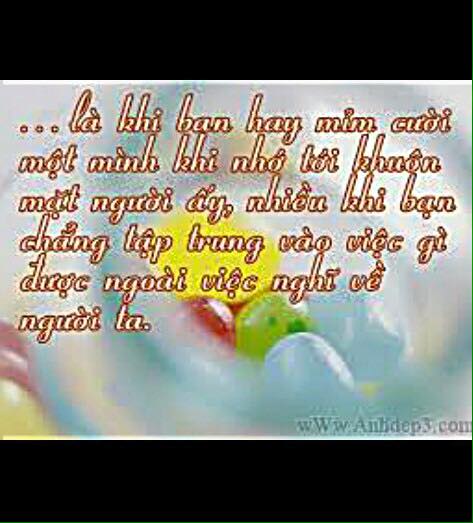 ...là khi bạn hay mỉm cười
một mình khi nhớ tới khuôn
mặt người ấy, nhiều khi bạn
chẳng tập trung vào việc gì
được ngoài việc nghĩ về
người ta.
wWw.Anhdep3.com